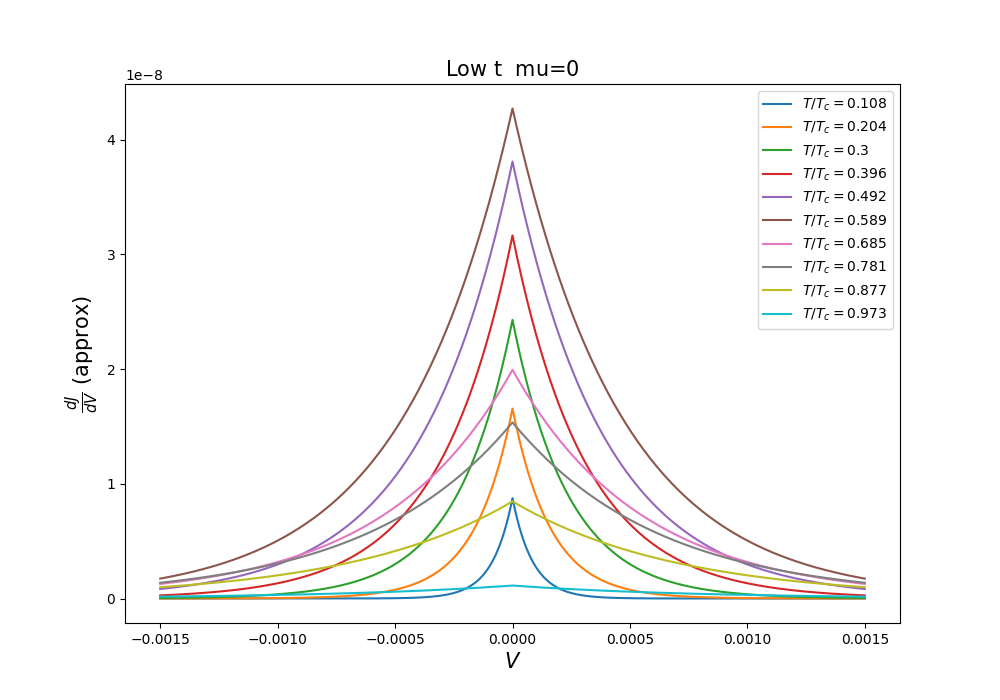 Low t mu=0
1e−8
4
3
2
1
0
dJ/dV (approx)
−0.0015 −0.0010 −0.0005 0.0000 0.0005 0.0010 0.0015
V
T/T_c = 0.108
T/T_c = 0.204
T/T_c = 0.3
T/T_c = 0.396
T/T_c = 0.492
T/T_c = 0.589
T/T_c = 0.685
T/T_c = 0.781
T/T_c = 0.877
T/T_c = 0.973